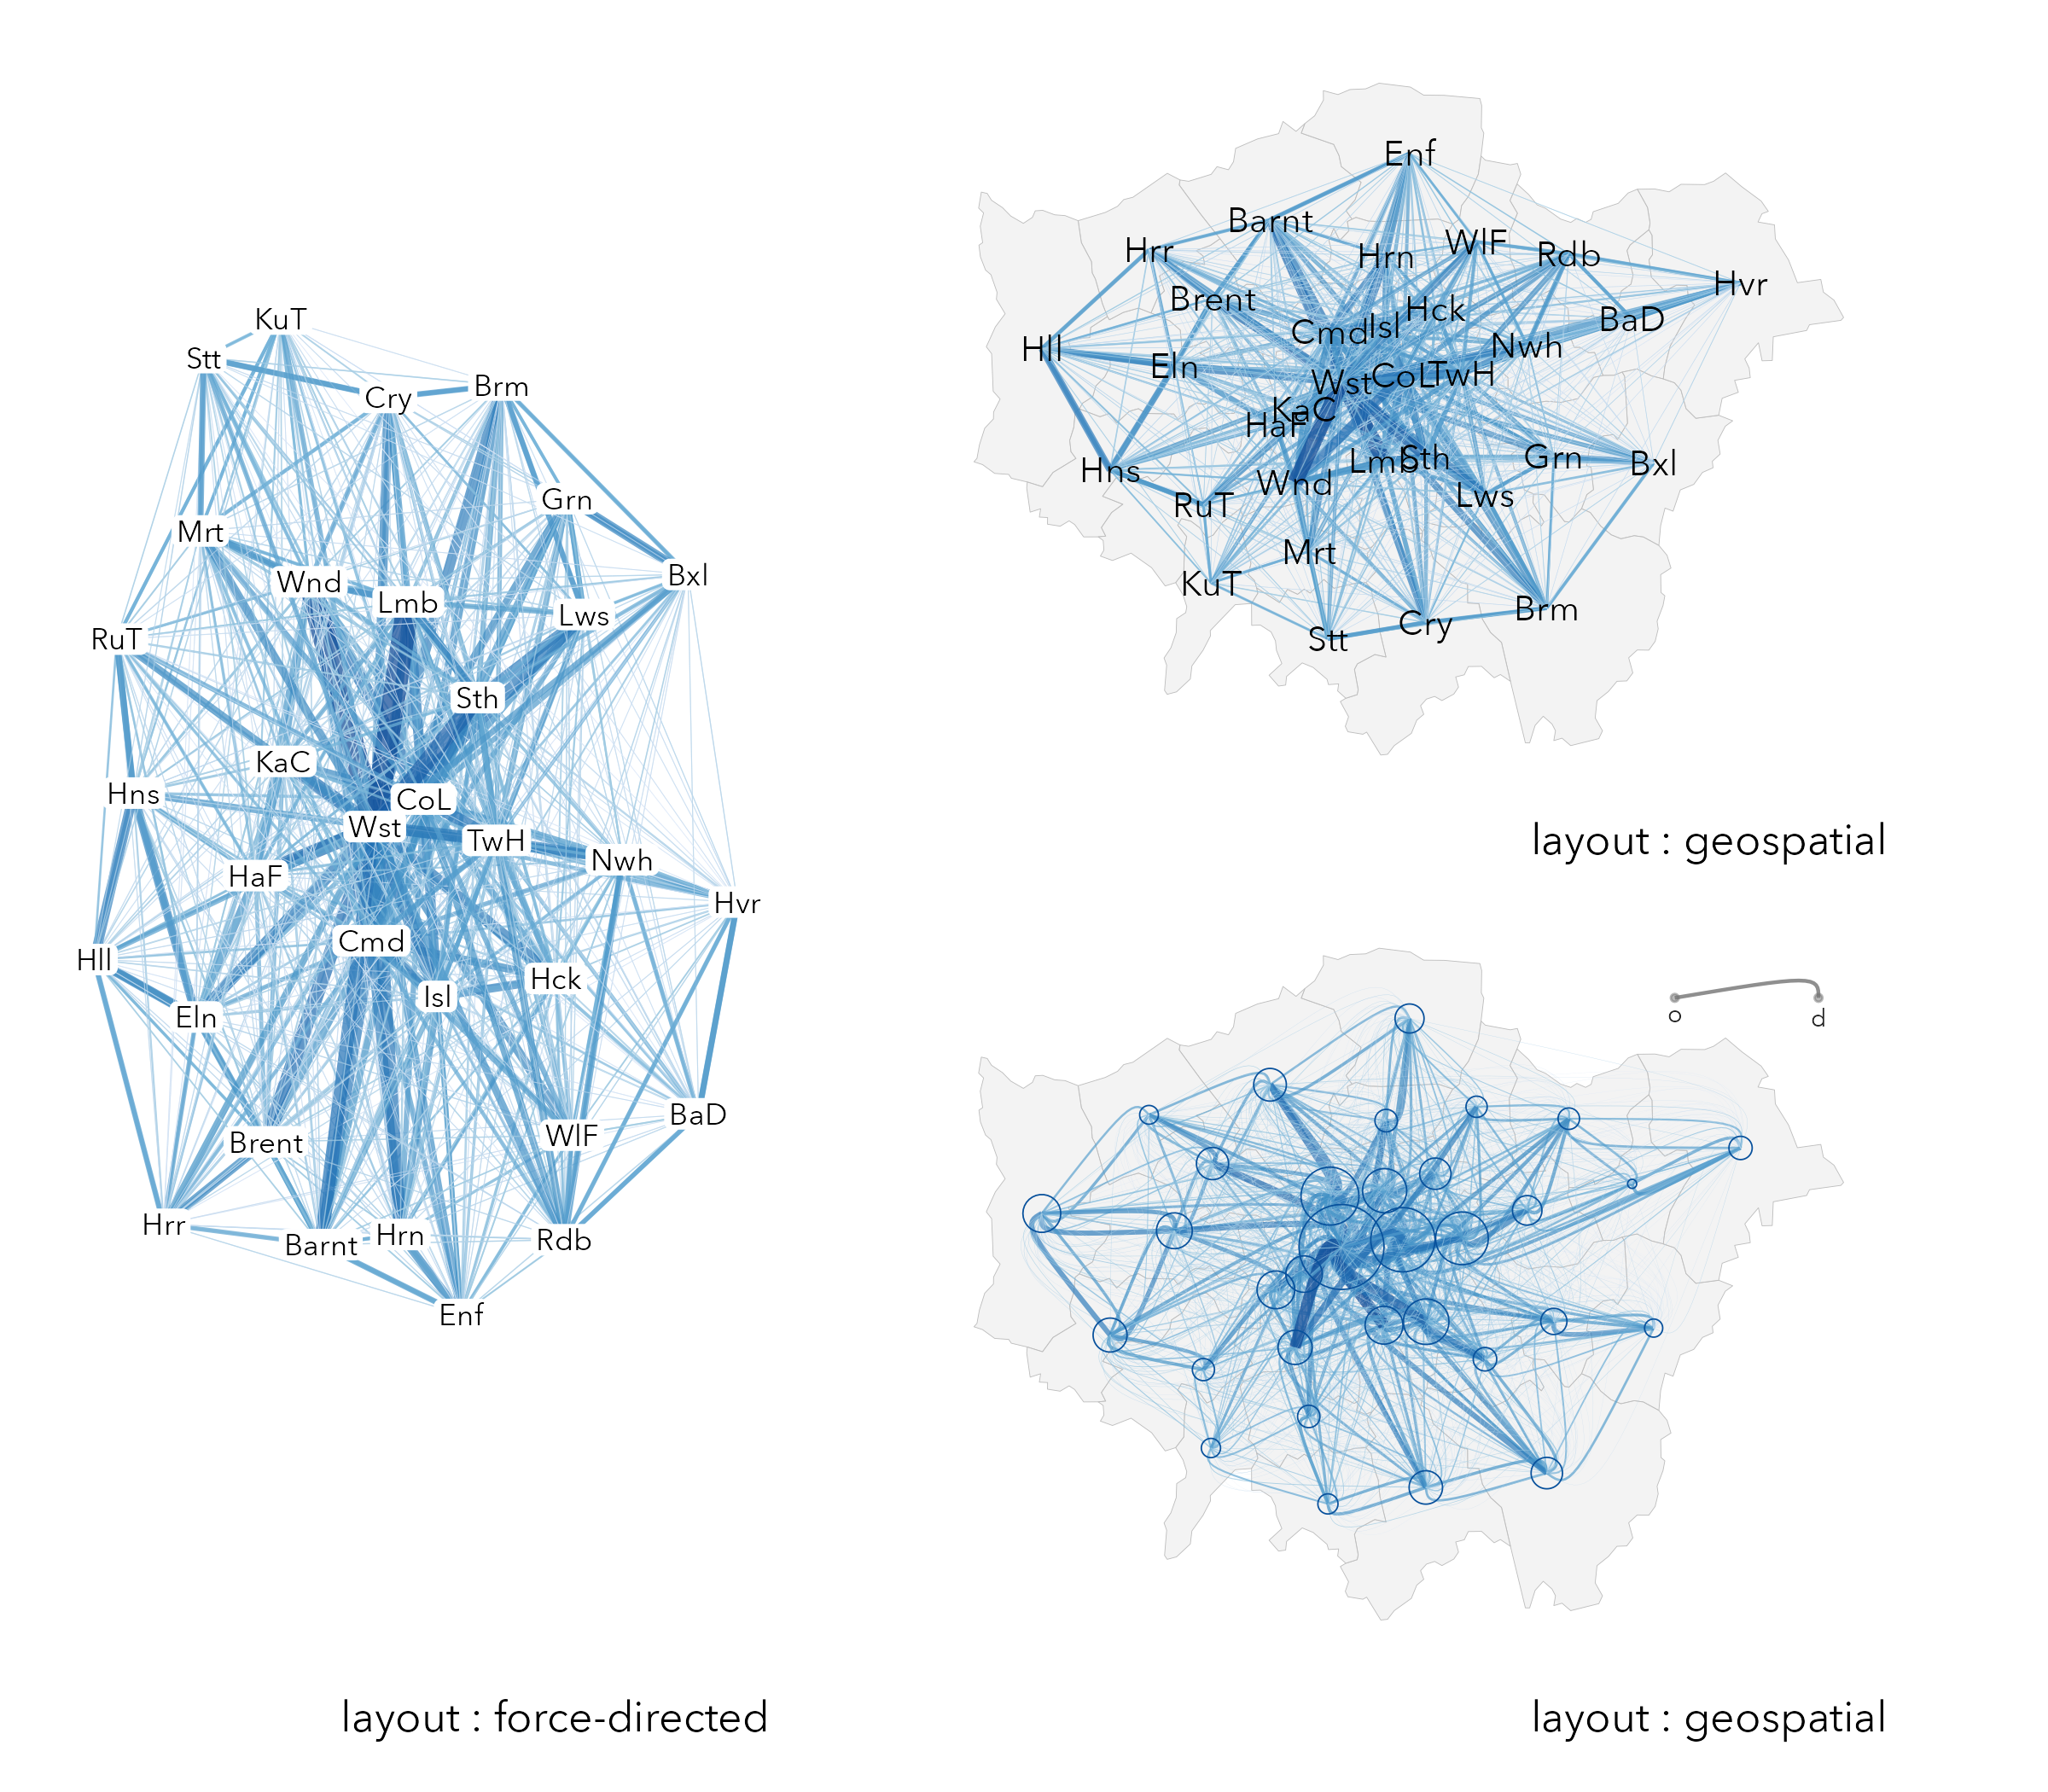 KuT
Stt
Cry
Brm
Grn
Mrt
Bxl
Wnd
Lmb
Lws
RuT
Sth
KaC
Hns
CoL
Wst
TwH
Nwh
HaF
Hvr
Cmd
Hll
Hck
Isl
Eln
BaD
WlF
Brent
Hrr
Barnt
Hrn
Rdb
Enf
layout : force-directed
Enf
Barnt
Hrr
Hrn
WlF
Rdb
Hvr
Brent
Hck
Cmd
Isl
BaD
Hll
Eln
Nwh
Wst
CoL
TwH
KaC
HaF
Hns
Lmb
Sth
Grn
Bxl
Wnd
RuT
Lws
Mrt
KuT
Brm
Cry
Stt
layout : geospatial
o
d
layout : geospatial